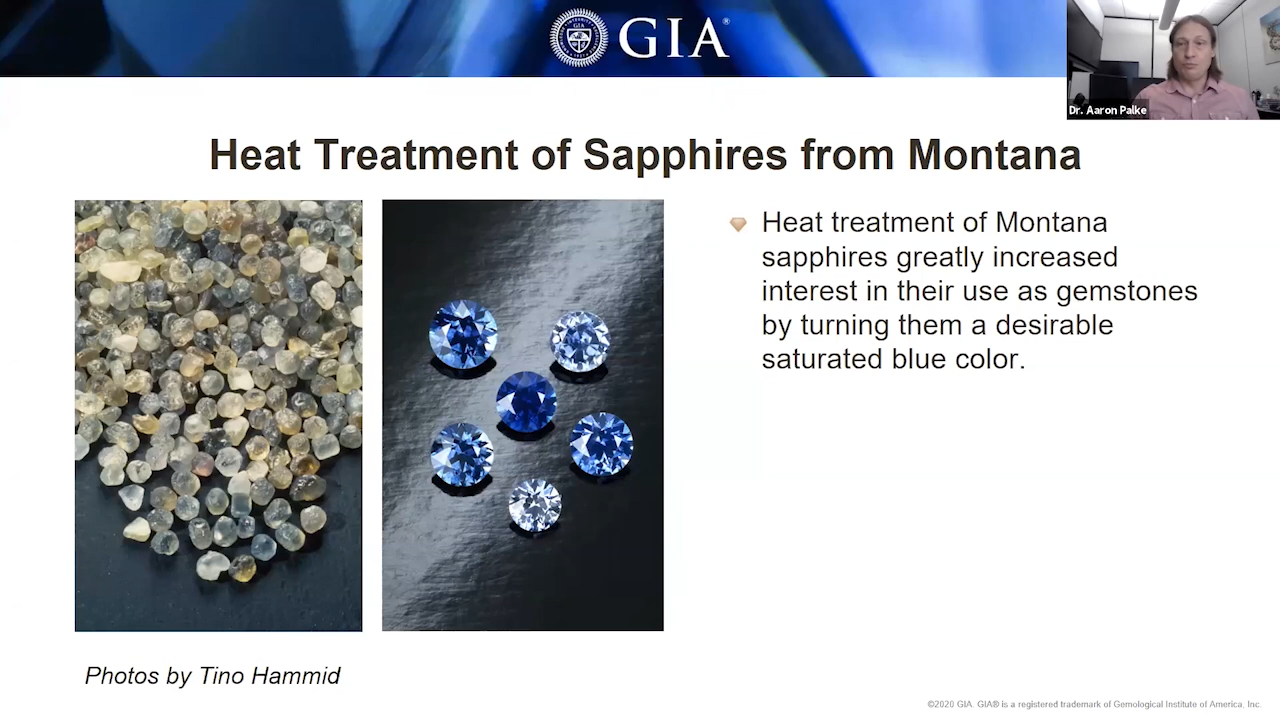 GIA®
Dr. Aaron Palke
Heat Treatment of Sapphires from Montana
Heat treatment of Montana
sapphires greatly increased
interest in their use as gemstones
by turning them a desirable
saturated blue color.
Photos by Tino Hammid
©2020 GIA. GIA® is a registered trademark of Gemological Institute of America, Inc.